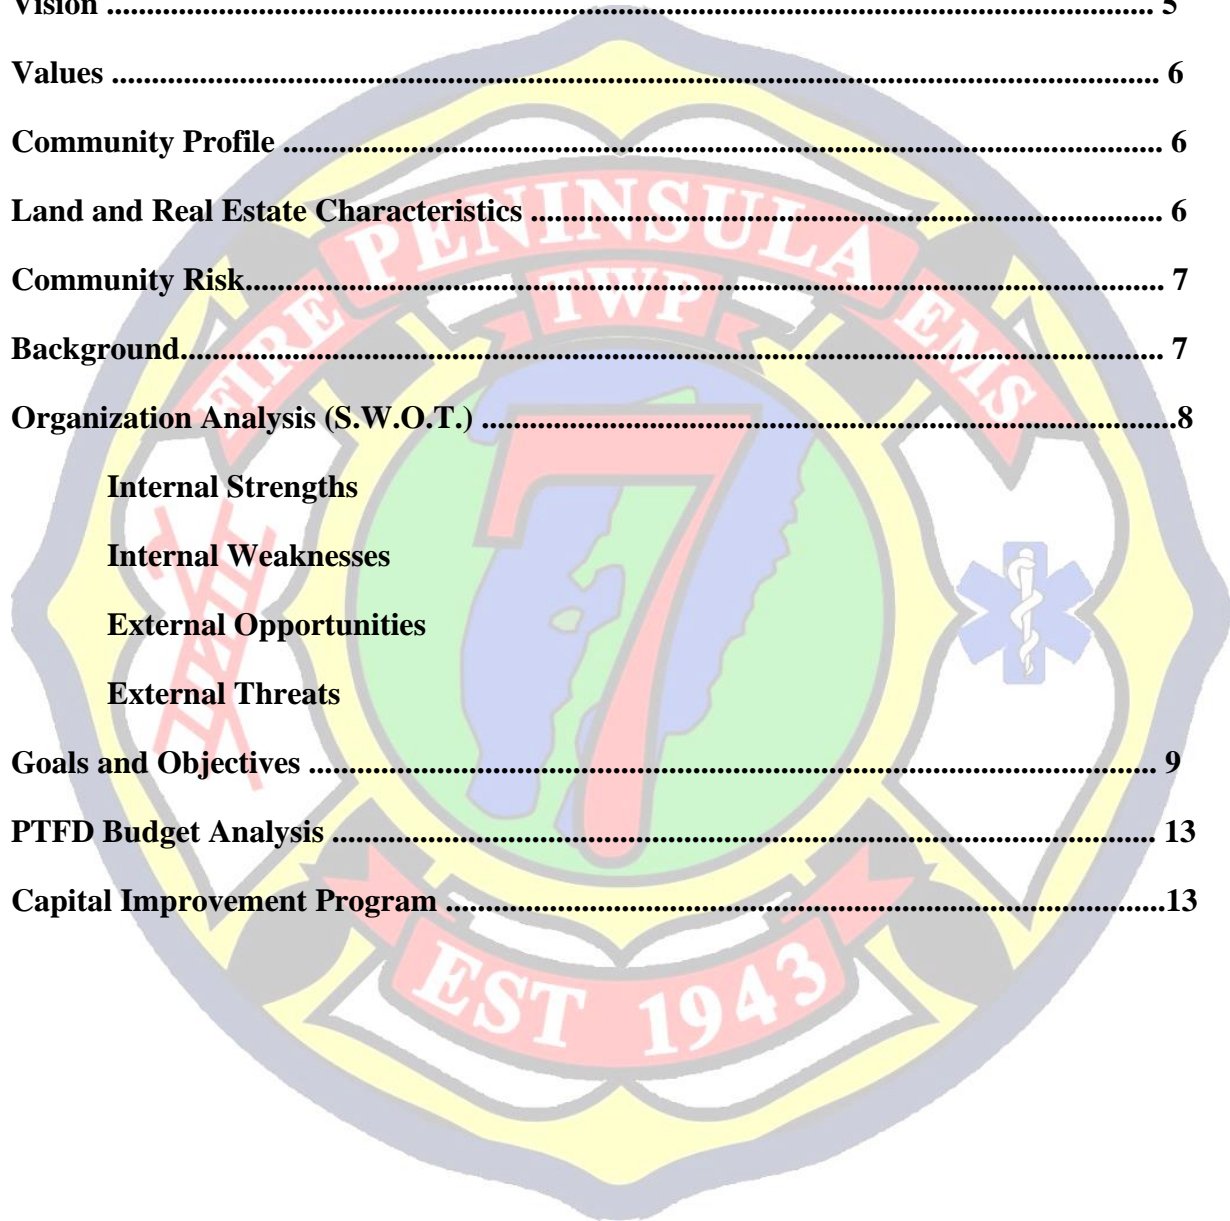 Vision ........................................................................................................................................ 5
Values ........................................................................................................................................ 6
Community Profile .................................................................................................................. 6
Land and Real Estate Characteristics .................................................................................. 6
Community Risk....................................................................................................................... 7
Background............................................................................................................................... 7
Organization Analysis (S.W.O.T.) ..........................................................................................8
Internal Strengths
Internal Weaknesses
External Opportunities
External Threats
Goals and Objectives .............................................................................................................. 9
PTFD Budget Analysis ........................................................................................................... 13
Capital Improvement Program .............................................................................................13
FIRE PENINSULA EMS
TWP
7
EST 1943